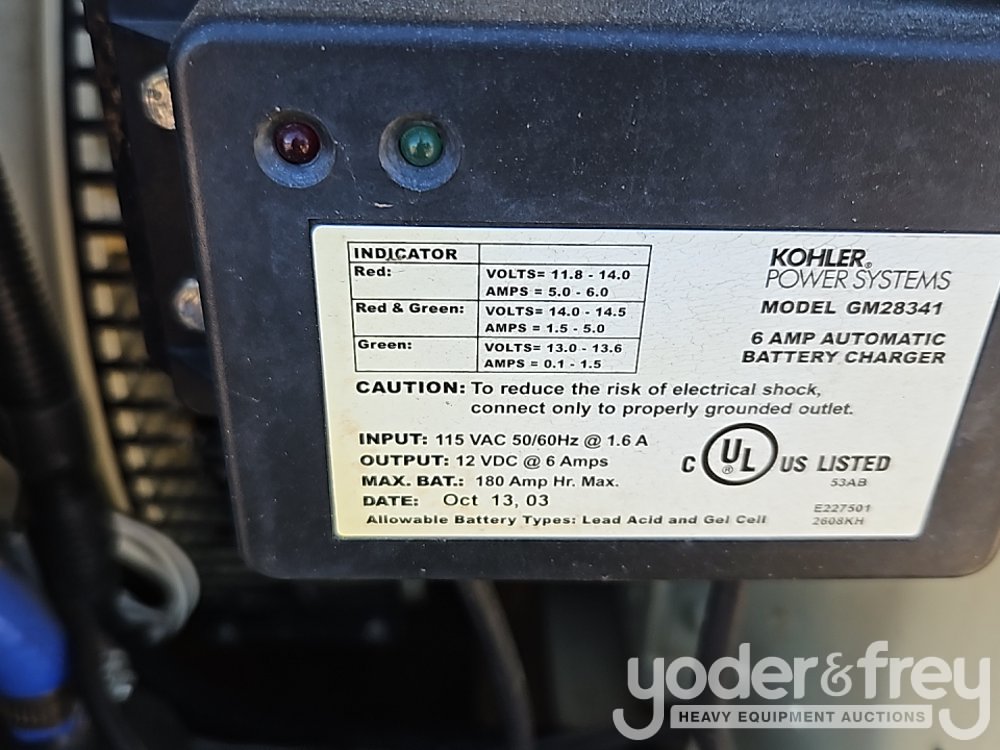 INDICATOR
Red: VOLTS= 11.8 - 14.0
AMPS = 5.0 - 6.0
Red & Green: VOLTS= 14.0 - 14.5
AMPS = 1.5 - 5.0
Green: VOLTS= 13.0 - 13.6
AMPS = 0.1 - 1.5
KOHLER®
POWER SYSTEMS
MODEL GM28341
6 AMP AUTOMATIC
BATTERY CHARGER
CAUTION: To reduce the risk of electrical shock,
connect only to properly grounded outlet.
INPUT: 115 VAC 50/60Hz @ 1.6 A
OUTPUT: 12 VDC @ 6 Amps
MAX. BAT.: 180 Amp Hr. Max.
DATE: Oct 13, 03
Allowable Battery Types: Lead Acid and Gel Cell
C UL® US LISTED
53AB
E227501
2608KH
yoder&frey
HEAVY EQUIPMENT AUCTIONS